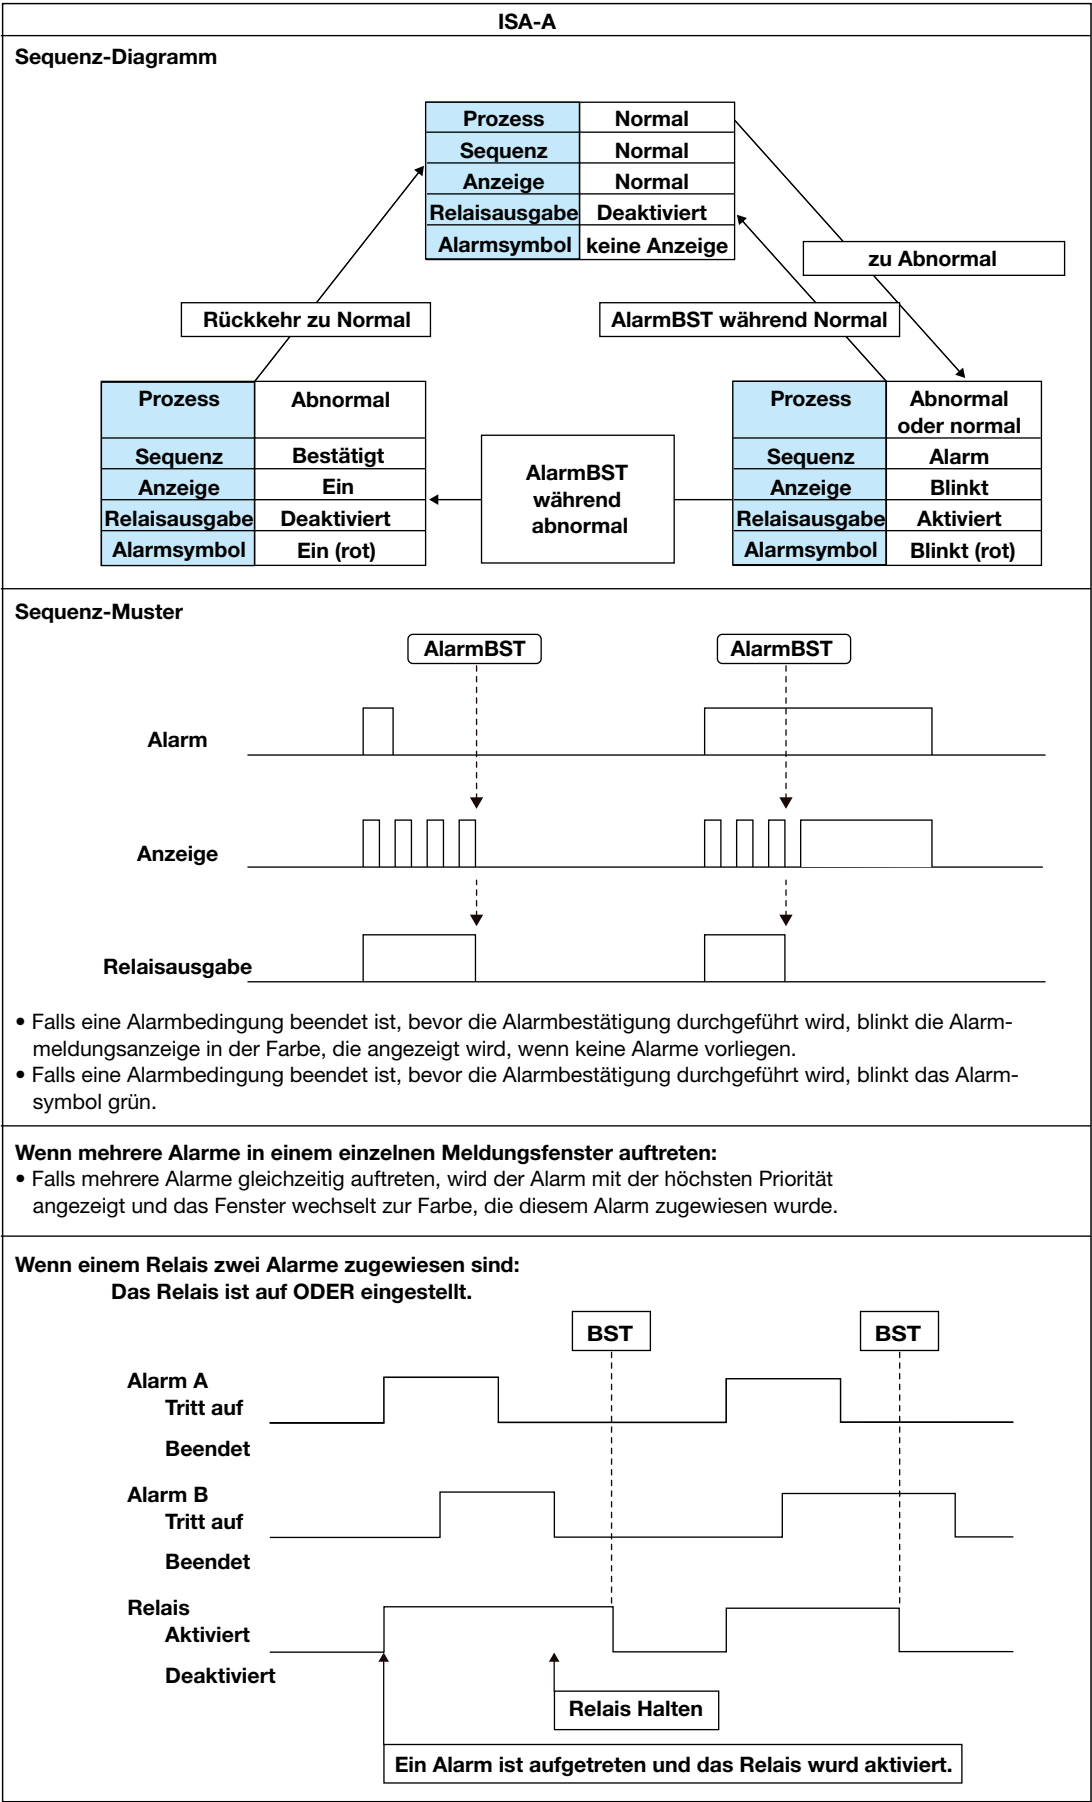 ISA-A
Sequenz-Diagramm
Prozess Normal
Sequenz Normal
Anzeige Normal
Relaisausgabe Deaktiviert
Alarmsymbol keine Anzeige
zu Abnormal
Rückkehr zu Normal
AlarmBST während Normal
Prozess Abnormal
Sequenz Bestätigt
Anzeige Ein
Relaisausgabe Deaktiviert
Alarmsymbol Ein (rot)
AlarmBST
während
abnormal
Prozess Abnormal
oder normal
Sequenz Alarm
Anzeige Blinkt
Relaisausgabe Aktiviert
Alarmsymbol Blinkt (rot)
Sequenz-Muster
AlarmBST AlarmBST
Alarm
Anzeige
Relaisausgabe
• Falls eine Alarmbedingung beendet ist, bevor die Alarmbestätigung durchgeführt wird, blinkt die Alarm-
meldungsanzeige in der Farbe, die angezeigt wird, wenn keine Alarme vorliegen.
• Falls eine Alarmbedingung beendet ist, bevor die Alarmbestätigung durchgeführt wird, blinkt das Alarm-
symbol grün.
Wenn mehrere Alarme in einem einzelnen Meldungsfenster auftreten:
• Falls mehrere Alarme gleichzeitig auftreten, wird der Alarm mit der höchsten Priorität
angezeigt und das Fenster wechselt zur Farbe, die diesem Alarm zugewiesen wurde.
Wenn einem Relais zwei Alarme zugewiesen sind:
Das Relais ist auf ODER eingestellt.
BST BST
Alarm A
Tritt auf
Beendet
Alarm B
Tritt auf
Beendet
Relais
Aktiviert
Deaktiviert
Relais Halten
Ein Alarm ist aufgetreten und das Relais wurd aktiviert.